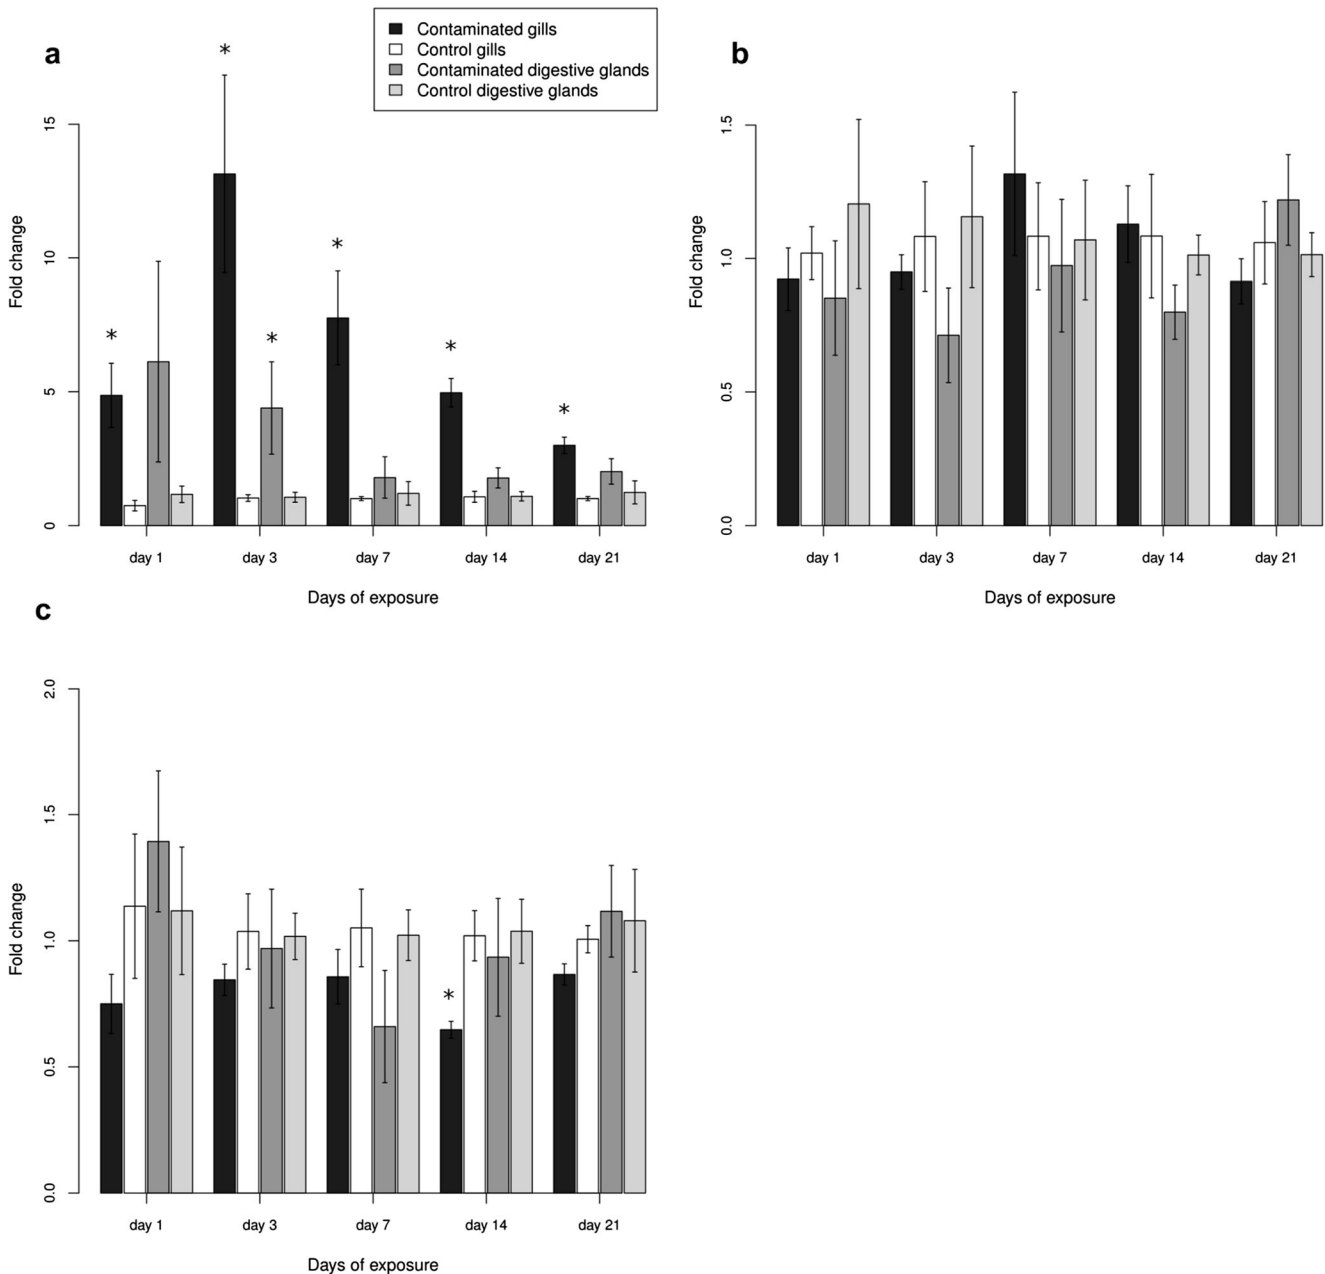 a
Contaminated gills
Control gills
Contaminated digestive glands
Control digestive glands
*
*
*
*
*
*
Fold change
15
10
5
0
day 1
day 3
day 7
day 14
day 21
Days of exposure
b
Fold change
1.5
1.0
0.5
0.0
day 1
day 3
day 7
day 14
day 21
Days of exposure
c
Fold change
2.0
1.5
1.0
0.5
0.0
*
day 1
day 3
day 7
day 14
day 21
Days of exposure